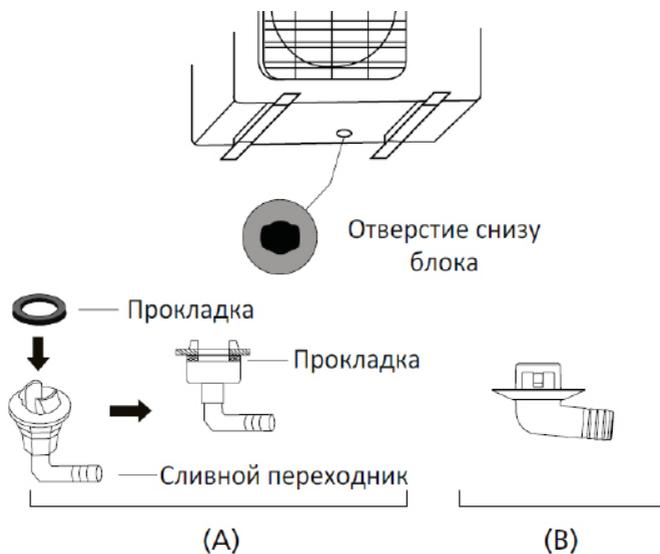 Отверстие снизу
блока
Прокладка
Прокладка
Сливной переходник
(A)
(B)